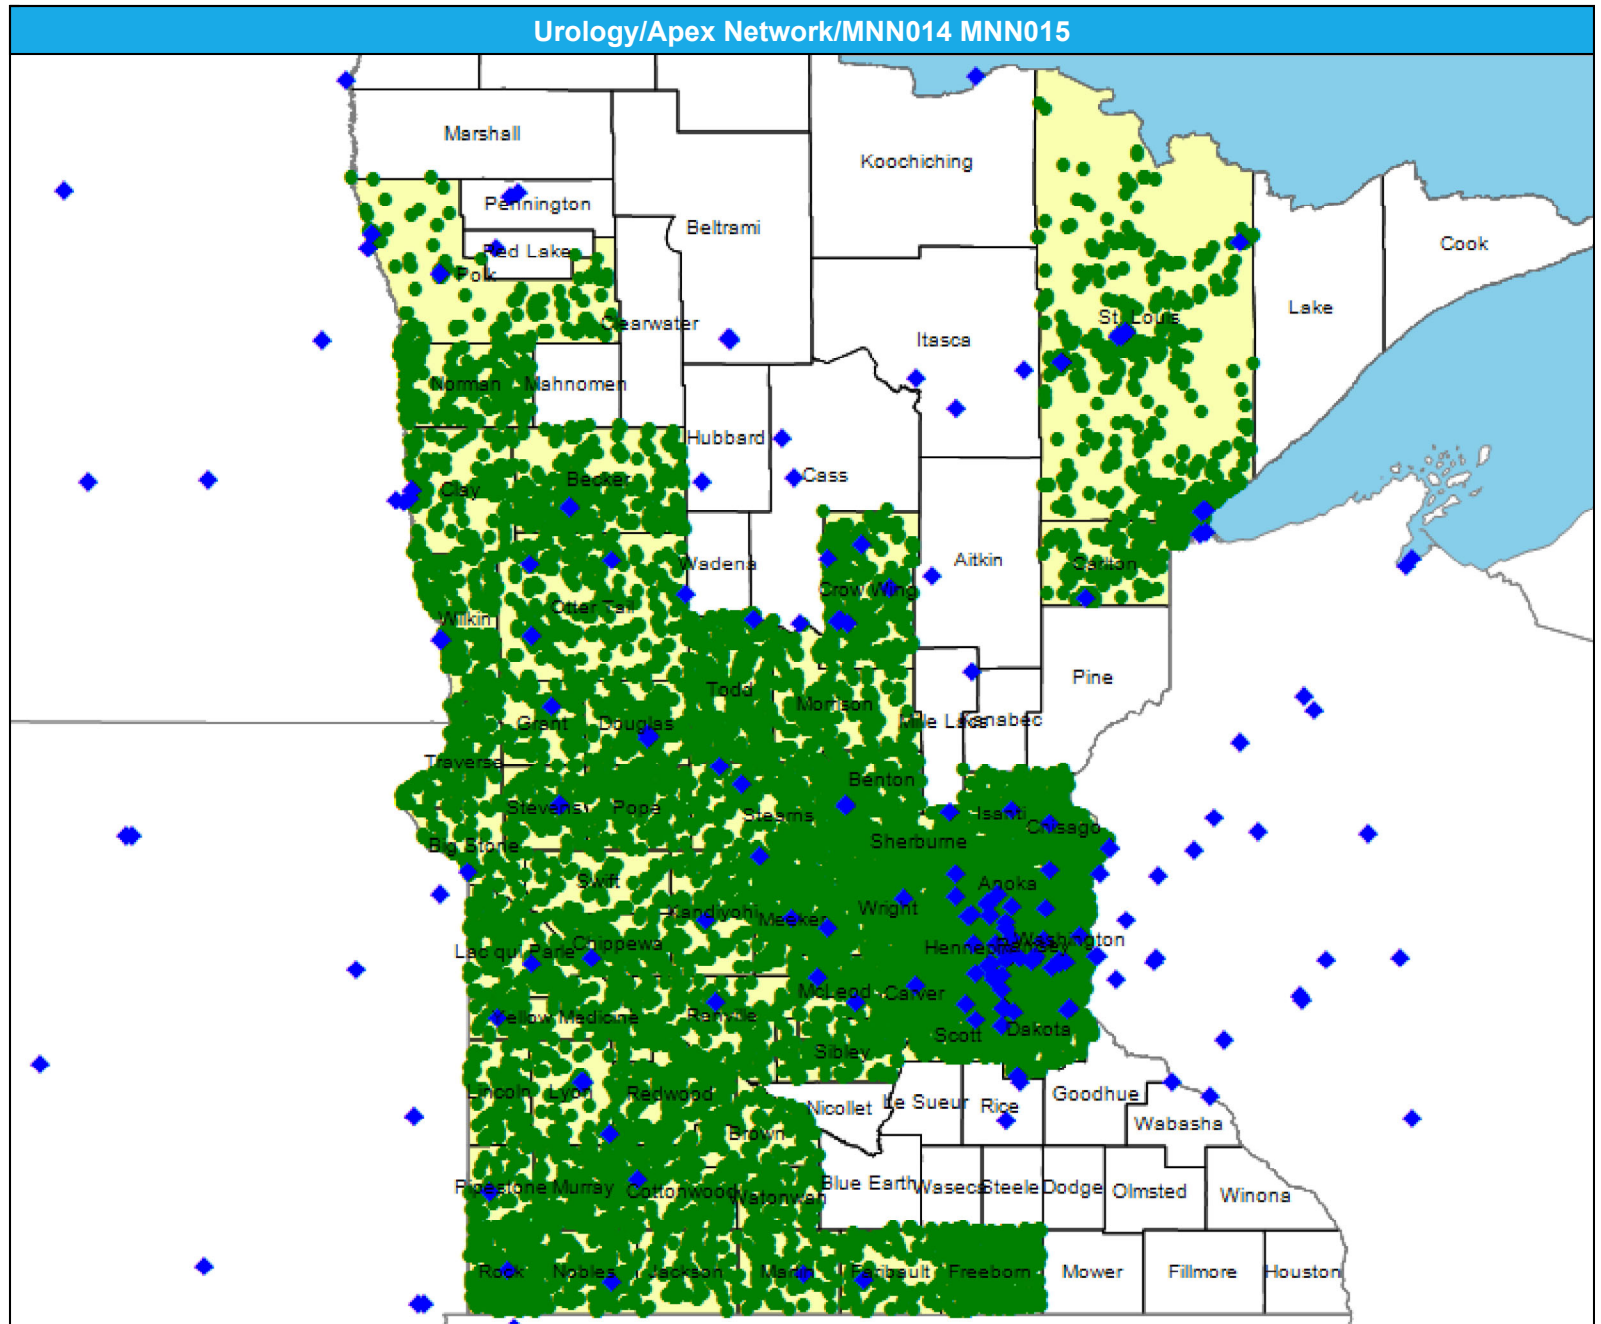 Urology/Apex Network/MNN014 MNN015
Marshall
Koochiching
Pennington
Beltrami
Cook
Red Lake
Polk
Lake
St. Louis
Clearwater
Itasca
Norman
Mahnomen
Hubbard
Cass
Becker
Clay
Wadena
Aitkin
Carlton
Crow Wing
Otter Tail
Wilkin
Pine
Todd
Morrison
Grant
Douglas
Mille Lacs
Kanabec
Traverse
Benton
Stevens
Pope
Stearns
Isanti
Chisago
Sherburne
Big Stone
Swift
Anoka
Wright
Kandiyohi
Meeker
Washington
Hennepin
Ramsey
Lac qui Parle
Chippewa
McLeod
Carver
Yellow Medicine
Renville
Scott
Dakota
Sibley
Lincoln
Lyon
Redwood
Goodhue
Le Sueur
Rice
Nicollet
Wabasha
Brown
Pipestone
Murray
Cottonwood
Watonwan
Blue Earth
Waseca
Steele
Dodge
Olmsted
Winona
Rock
Nobles
Jackson
Martin
Faribault
Freeborn
Mower
Fillmore
Houston